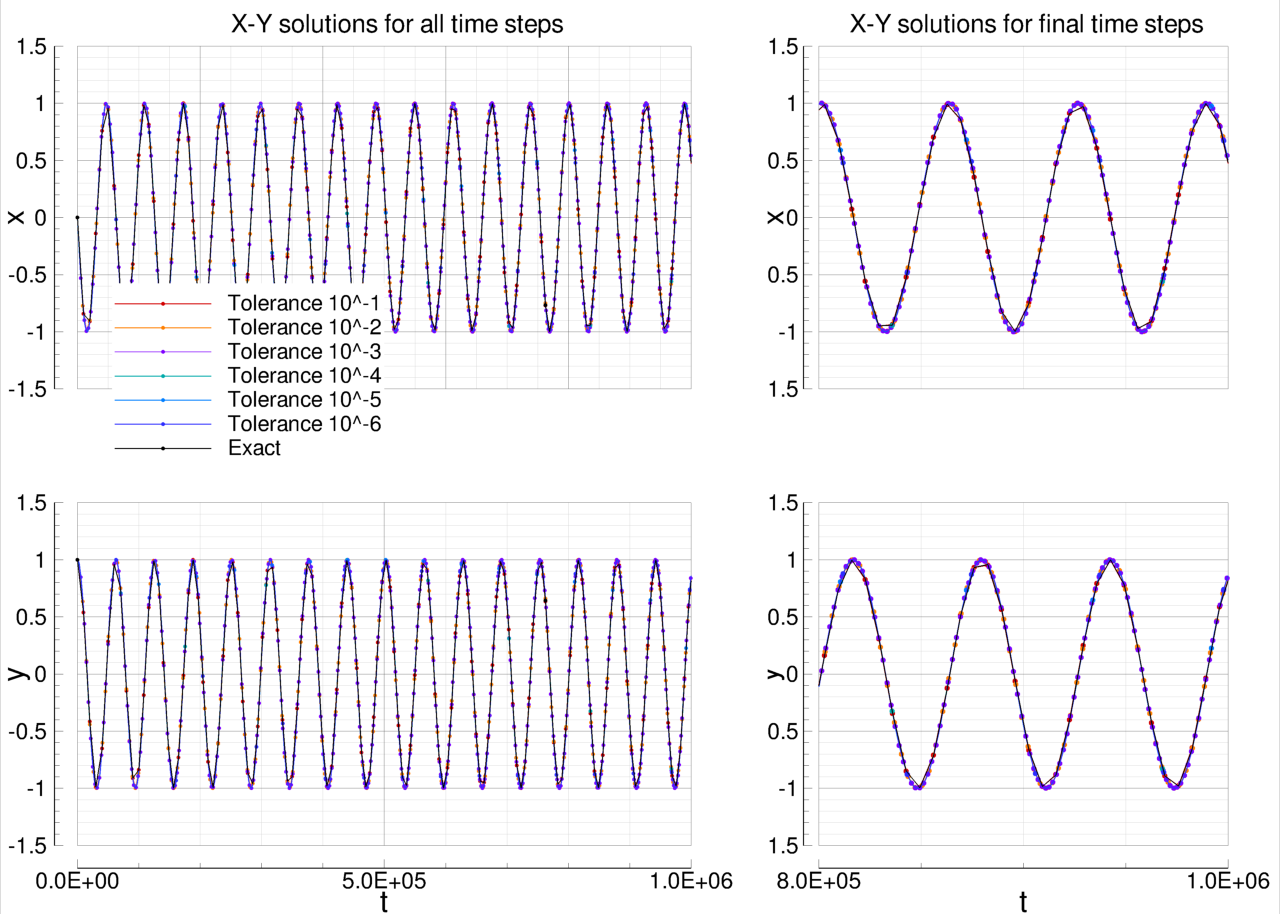 X-Y solutions for all time steps
X-Y solutions for final time steps
1.5
1
0.5
0
-0.5
-1
-1.5
x
1.5
1
0.5
0
0.5
-1
-1.5
x
Tolerance 10^-1
Tolerance 10^-2
Tolerance 10^-3
Tolerance 10^-4
Tolerance 10^-5
Tolerance 10^-6
Exact
1.5
1
0.5
0
-0.5
-1
-1.5
y
1.5
1
0.5
0
0.5
-1
-1.5
y
0.0E+00
5.0E+05
1.0E+06
t
8.0E+05
1.0E+06
t